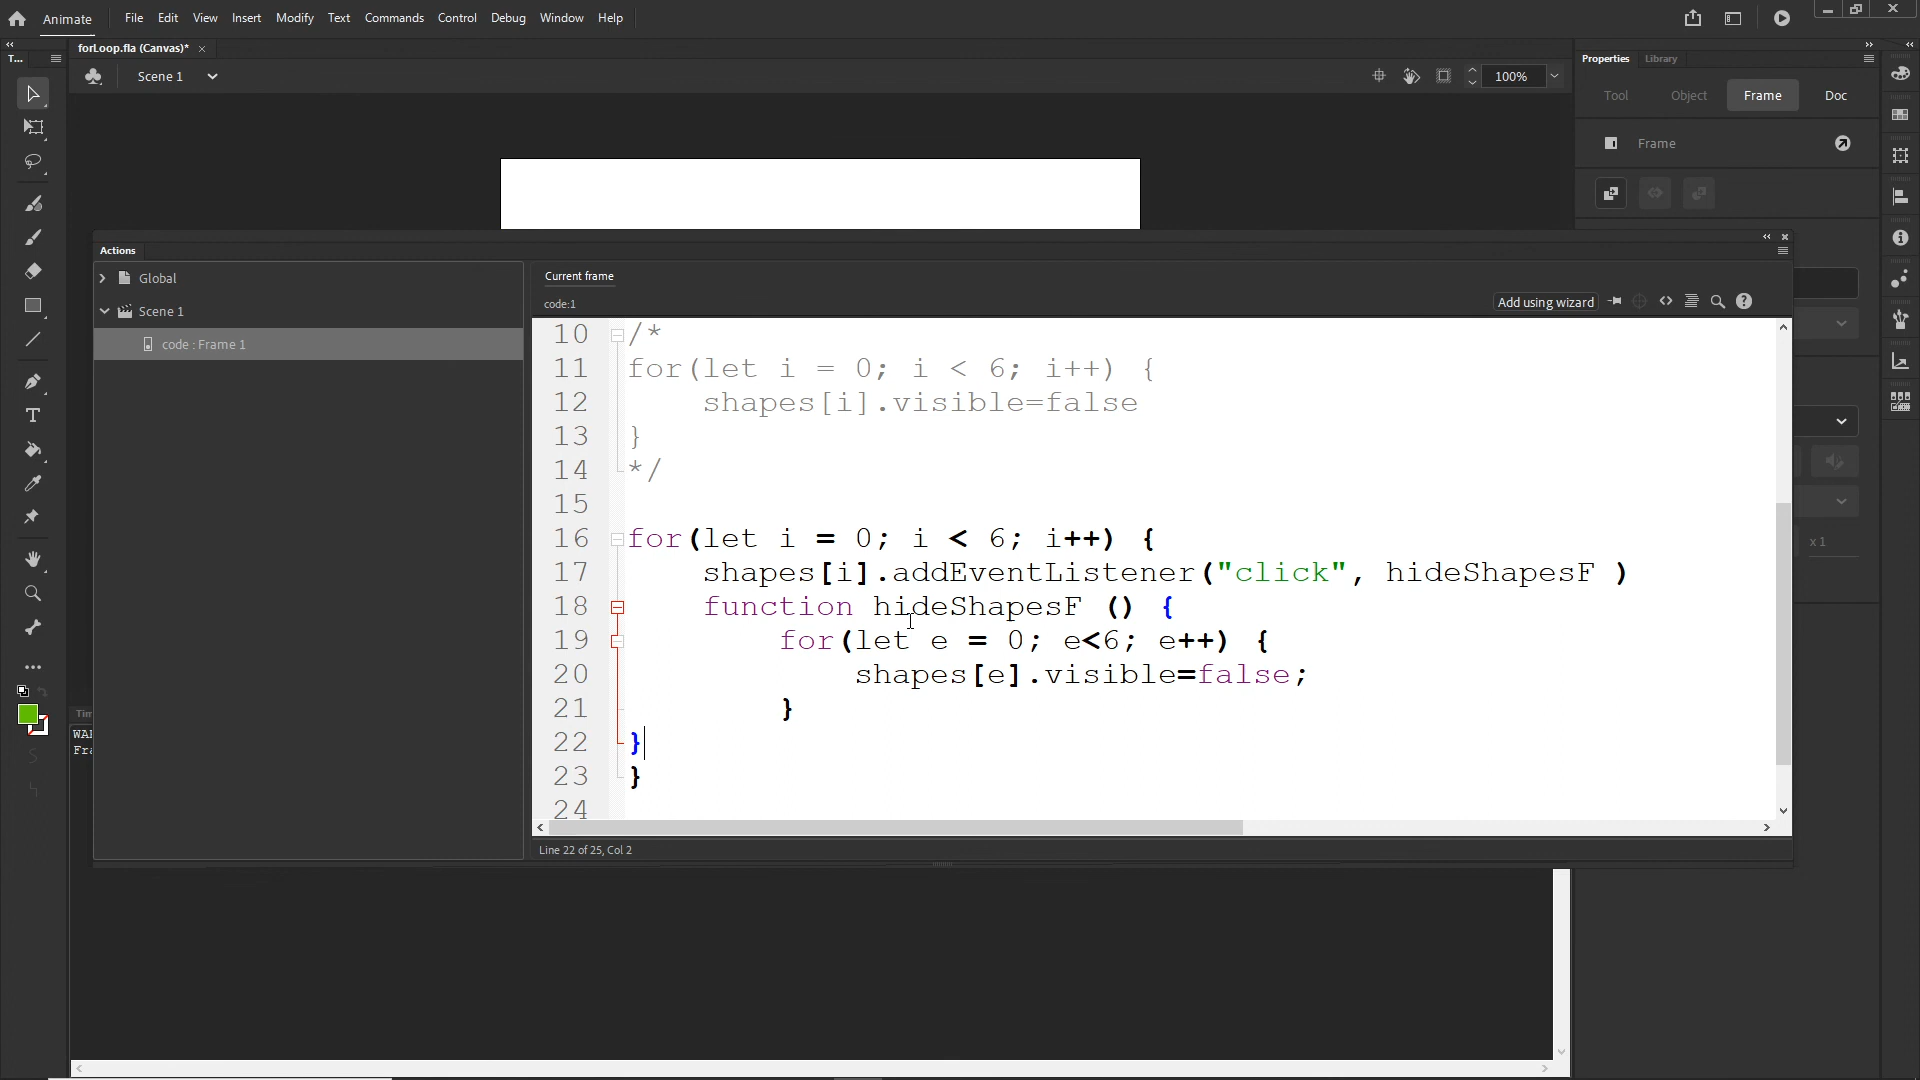 Animate File Edit View Insert Modify Text Commands Control Debug Window Help
forLoop.fla (Canvas)* ×
Properties Library
T...
Scene 1
100%
Tool Object Frame Doc
Frame
Actions
Global
Scene 1
code : Frame 1
Current frame
code:1
Add using wizard
10 /*
11 for(let i = 0; i < 6; i++) {
12 shapes[i].visible=false
13 }
14 */
15
16 for(let i = 0; i < 6; i++) {
17 shapes[i].addEventListener("click", hideShapesF )
18 function hideShapesF () {
19 for(let e = 0; e<6; e++) {
20 shapes[e].visible=false;
21 }
22 }
23 }
24
Line 22 of 25, Col 2
x 1
Tim
WAR
Fra